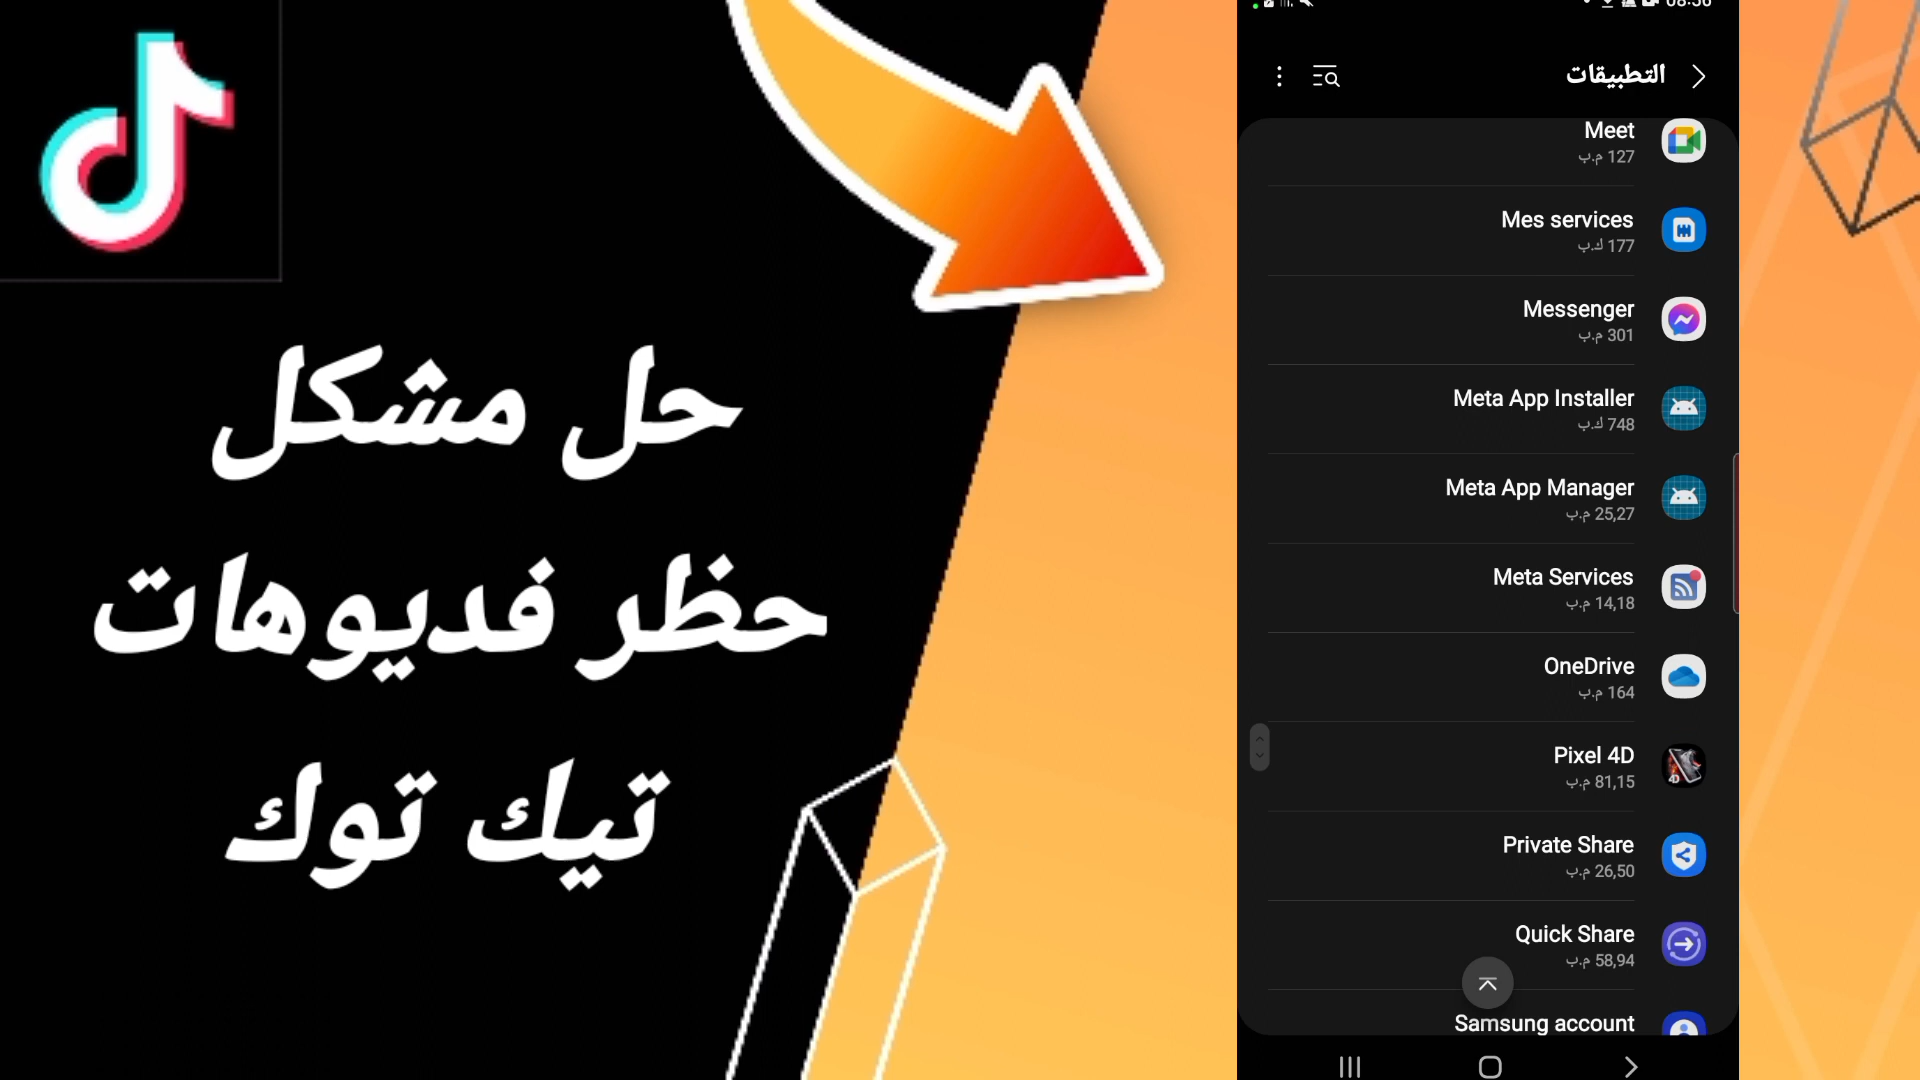 حل مشكل
حظر فديوهات
تيك توك
التطبيقات
Meet
127 م.ب
Mes services
177 ك.ب
Messenger
301 م.ب
Meta App Installer
748 ك.ب
Meta App Manager
25,27 م.ب
Meta Services
14,18 م.ب
OneDrive
164 م.ب
Pixel 4D
81,15 م.ب
Private Share
26,50 م.ب
Quick Share
58,94 م.ب
Samsung account